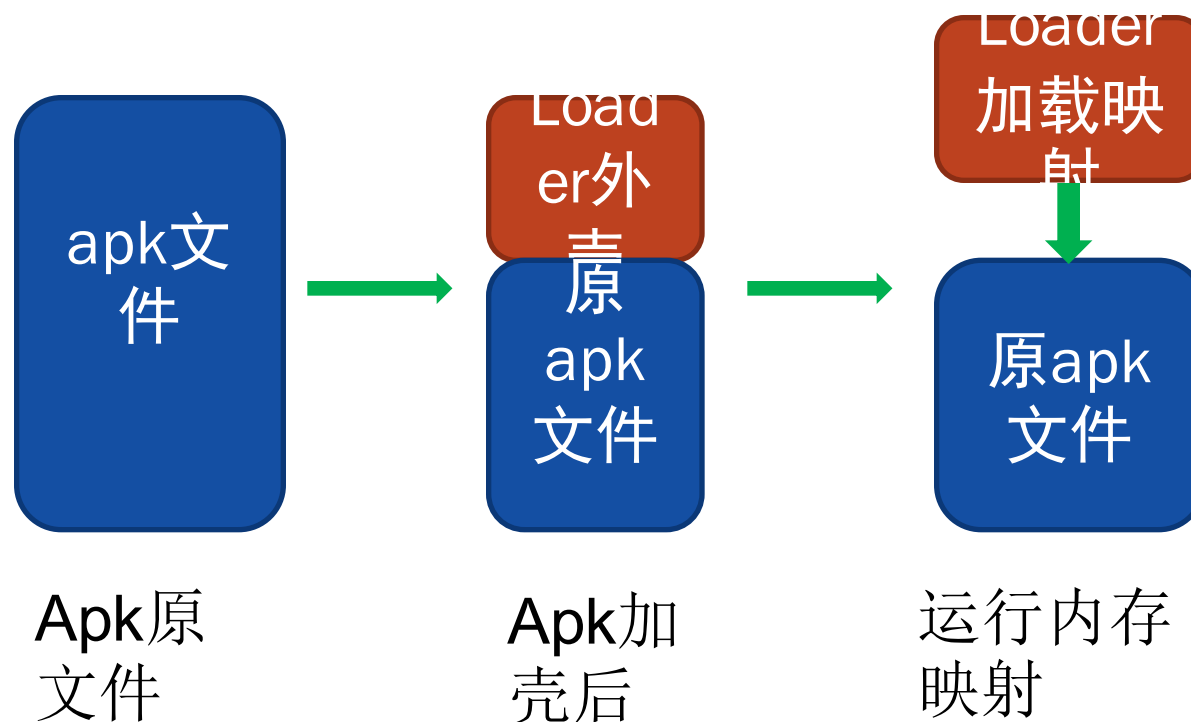 apk文
件
Load
er外
壳
原
apk
文件
Loader
加载映
射
原apk
文件
Apk原
文件
Apk加
壳后
运行内存
映射